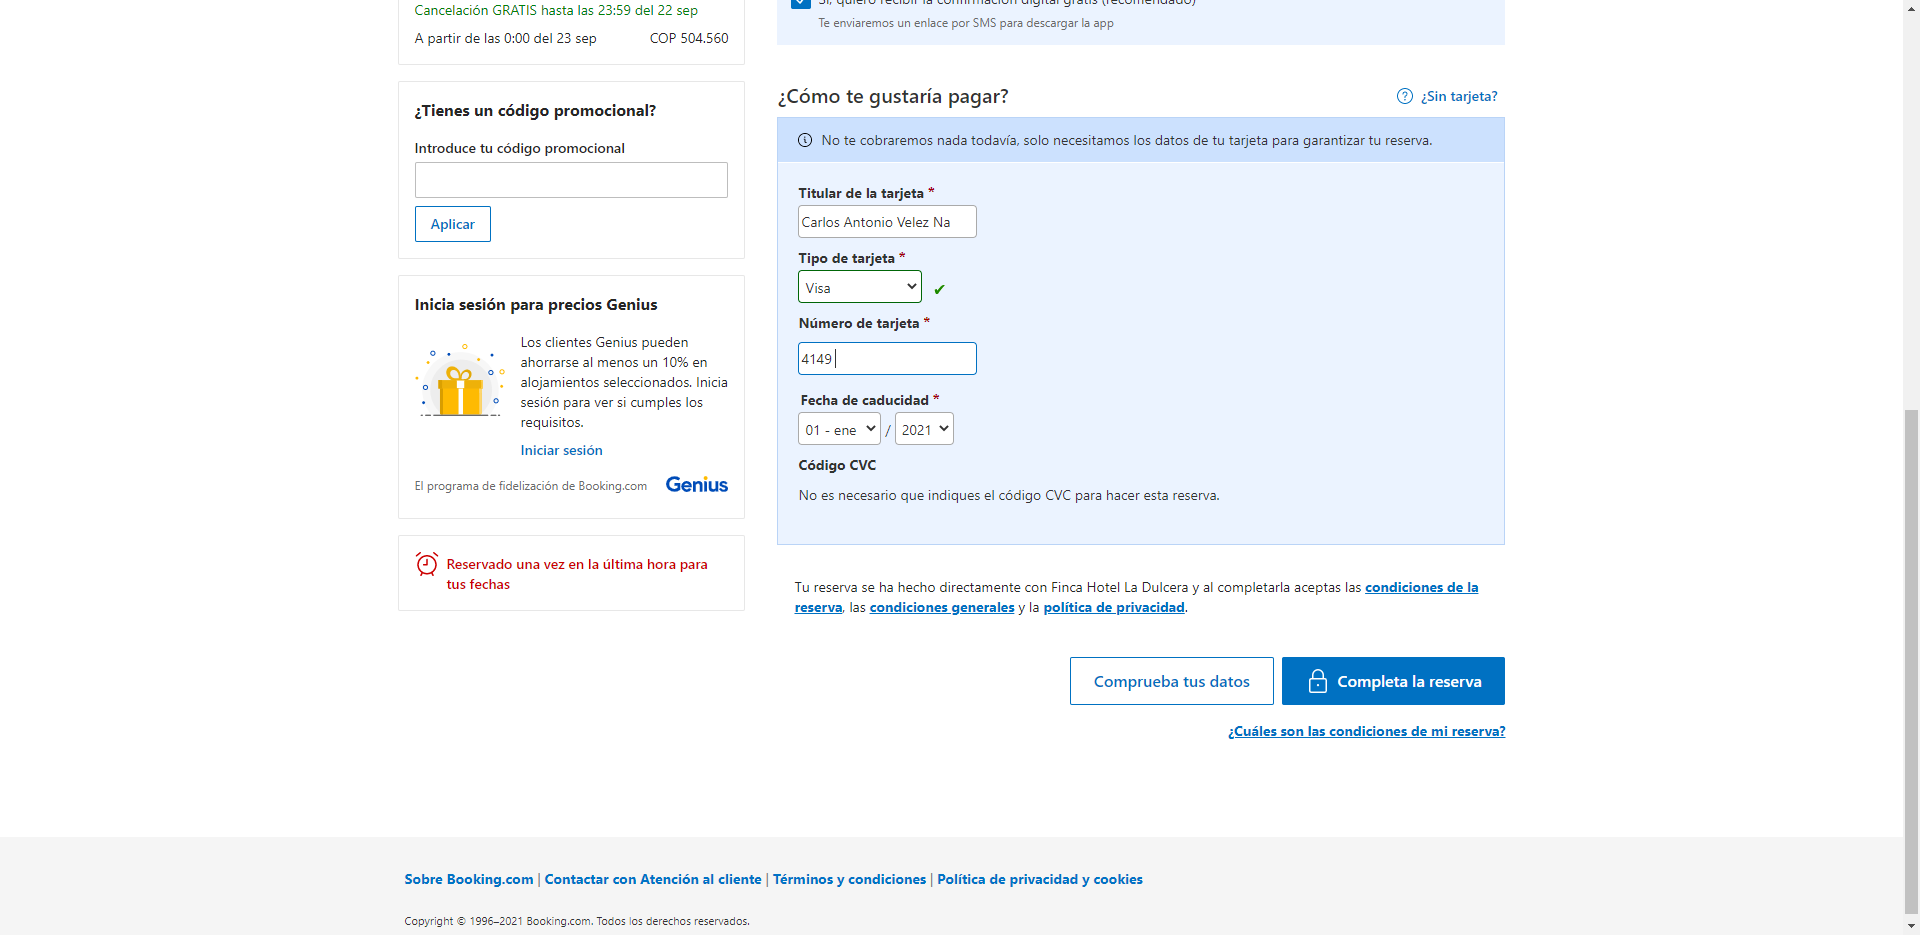 Cancelación GRATIS hasta las 23:59 del 22 sep
A partir de las 0:00 del 23 sep COP 504.560
¿Tienes un código promocional?
Introduce tu código promocional
Aplicar
Inicia sesión para precios Genius
Los clientes Genius pueden
ahorrarse al menos un 10% en
alojamientos seleccionados. Inicia
sesión para ver si cumples los
requisitos.
Iniciar sesión
El programa de fidelización de Booking.com Genius
Reservado una vez en la última hora para
tus fechas
Sí, quiero recibir la confirmación digital gratis (recomendado)
Te enviaremos un enlace por SMS para descargar la app
¿Cómo te gustaría pagar?
¿Sin tarjeta?
No te cobraremos nada todavía, solo necesitamos los datos de tu tarjeta para garantizar tu reserva.
Titular de la tarjeta *
Carlos Antonio Velez Na
Tipo de tarjeta *
Visa
Número de tarjeta *
4149
Fecha de caducidad *
01 - ene / 2021
Código CVC
No es necesario que indiques el código CVC para hacer esta reserva.
Tu reserva se ha hecho directamente con Finca Hotel La Dulcera y al completarla aceptas las condiciones de la
reserva, las condiciones generales y la política de privacidad.
Comprueba tus datos
Completa la reserva
¿Cuáles son las condiciones de mi reserva?
Sobre Booking.com | Contactar con Atención al cliente | Términos y condiciones | Política de privacidad y cookies
Copyright © 1996–2021 Booking.com. Todos los derechos reservados.